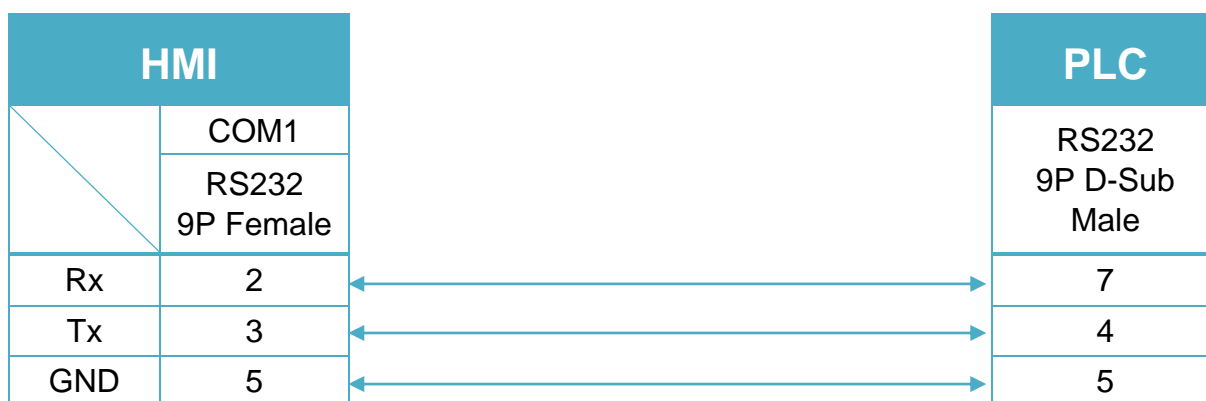 HMI
PLC
COM1
RS232
9P Female
RS232
9P D-Sub
Male
Rx 2 7
Tx 3 4
GND 5 5